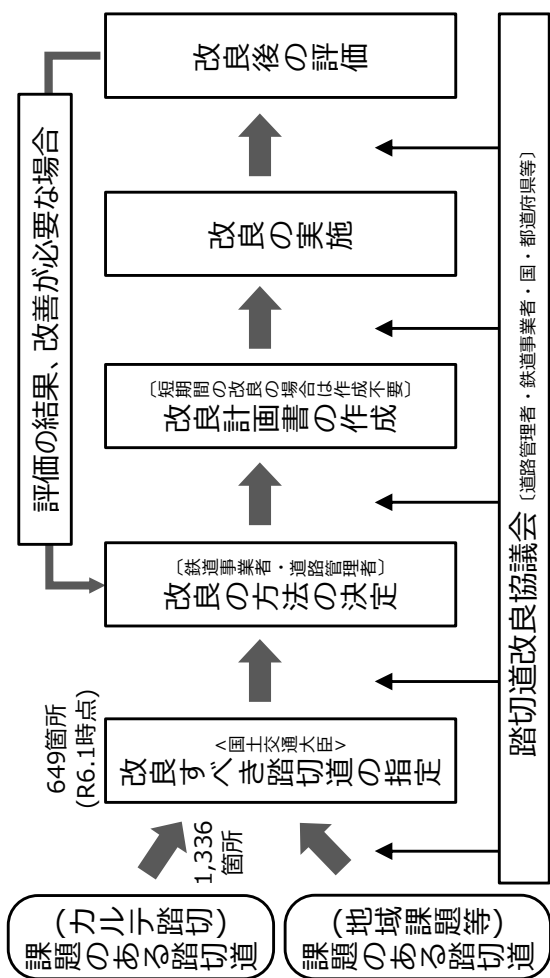 課題のある踏切道
(カルテ踏切)
課題のある踏切道
(地域課題等)
1,336
箇所
649箇所
(R6.1時点)
改良すべき踏切道の指定
<国土交通大臣>
改良の方法の決定
〔鉄道事業者・道路管理者〕
改良計画書の作成
〔短期間の改良の場合は作成不要〕
改良の実施
改良後の評価
評価の結果、改善が必要な場合
踏切道改良協議会〔道路管理者・鉄道事業者・国・都道府県等〕